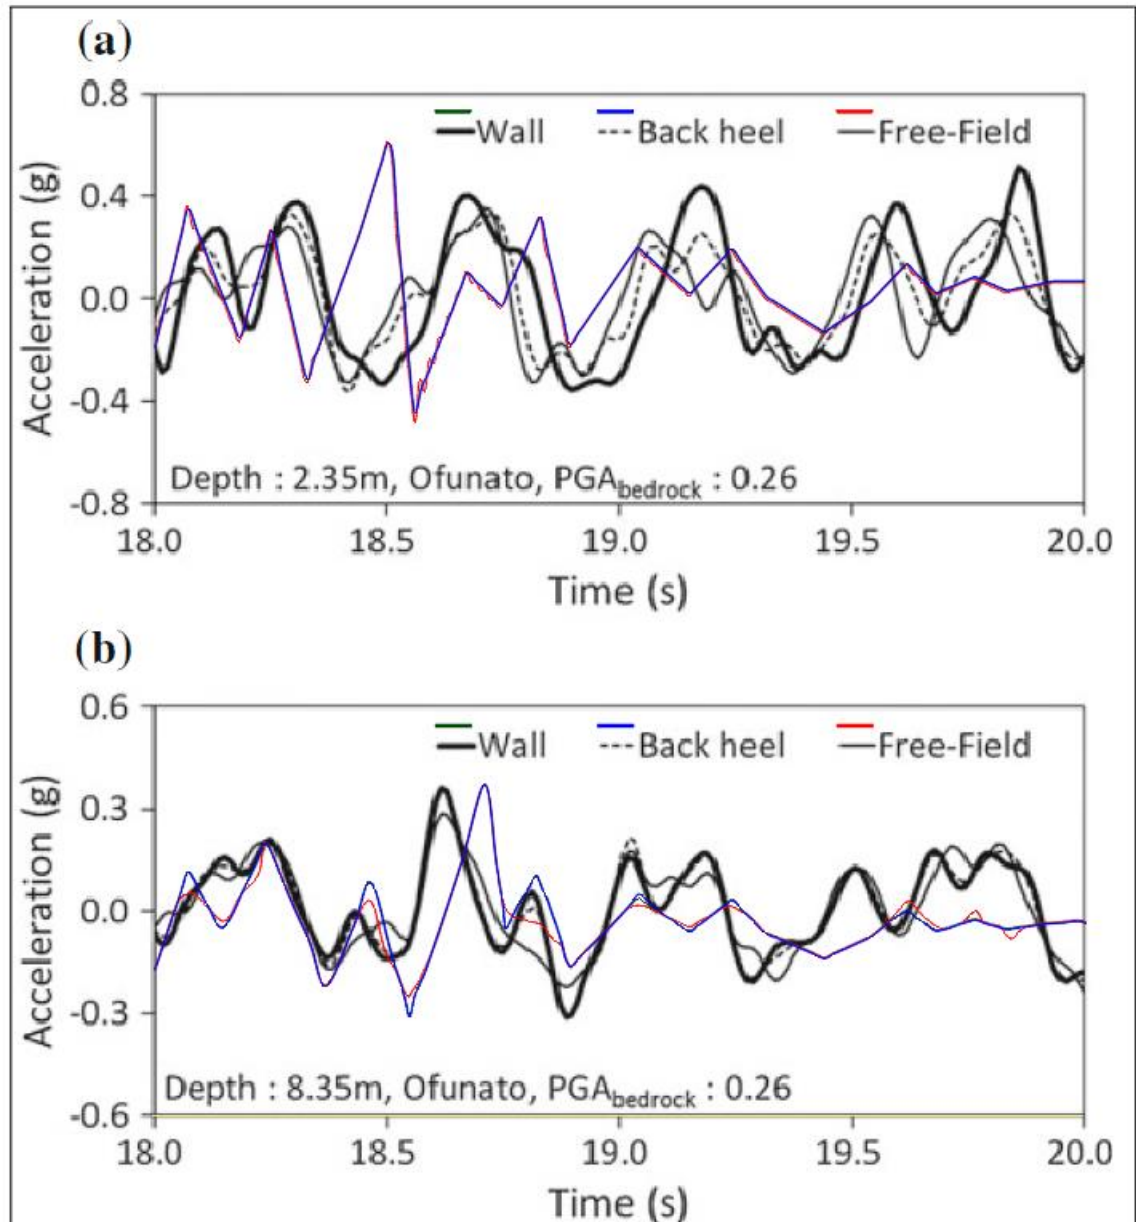 (a)
0.8
0.4
0.0
-0.4
-0.8
Acceleration (g)
Wall Back heel Free-Field
Depth : 2.35m, Ofunato, PGAbedrock : 0.26
18.0 18.5 19.0 19.5 20.0
Time (s)
(b)
0.6
0.3
0.0
-0.3
-0.6
Acceleration (g)
Wall Back heel Free-Field
Depth : 8.35m, Ofunato, PGAbedrock : 0.26
18.0 18.5 19.0 19.5 20.0
Time (s)